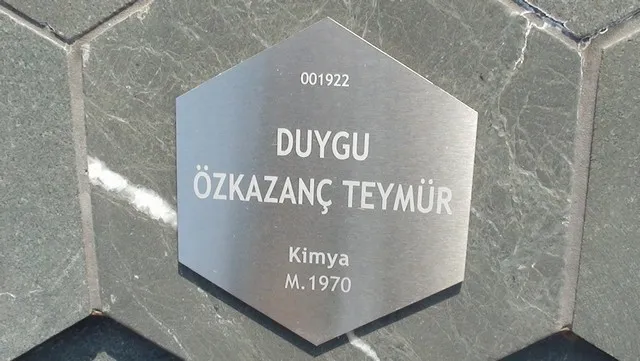 001922
DUYGU
ÖZKAZANÇ TEYMÜR
Kimya
M.1970